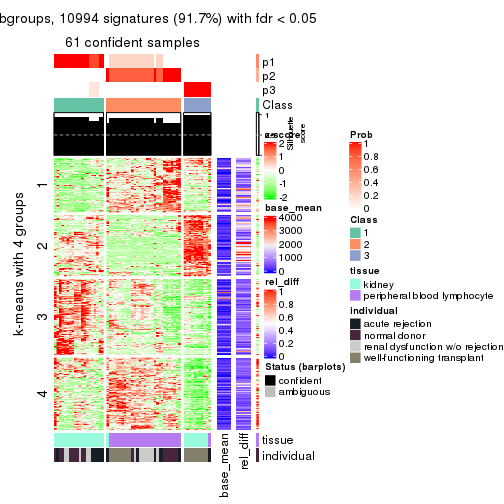 bgroups, 10994 signatures (91.7%) with fdr < 0.05
61 confident samples
p1
p2
p3
Class
1
Silhouette
score
k-means with 4 groups
1
2
3
4
z-score
2
1
0
-1
-2
base_mean
4000
3000
2000
1000
0
rel_diff
1
0.8
0.6
0.4
0.2
0
Status (barplots)
confident
ambiguous
Prob
1
0.8
0.6
0.4
0.2
0
Class
1
2
3
tissue
kidney
peripheral blood lymphocyte
individual
acute rejection
normal donor
renal dysfunction w/o rejection
well-functioning transplant
tissue
individual
base_mean
rel_diff